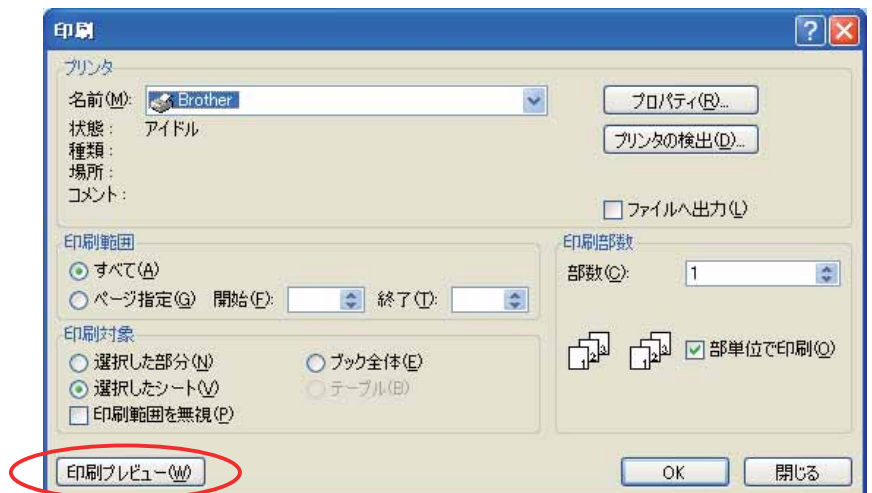 印刷
プリンタ
名前(M): Brother
プロパティ(R)...
状態: アイドル
プリンタの検出(D)...
種類:
場所:
コメント:
ファイルへ出力(L)
印刷範囲
すべて(A)
ページ指定(G) 開始(F): 終了(T):
印刷部数
部数(C): 1
1 2 3 1 2 3 部単位で印刷(O)
印刷対象
選択した部分(N) ブック全体(E)
選択したシート(V) テーブル(B)
印刷範囲を無視(P)
印刷プレビュー(W) OK 閉じる